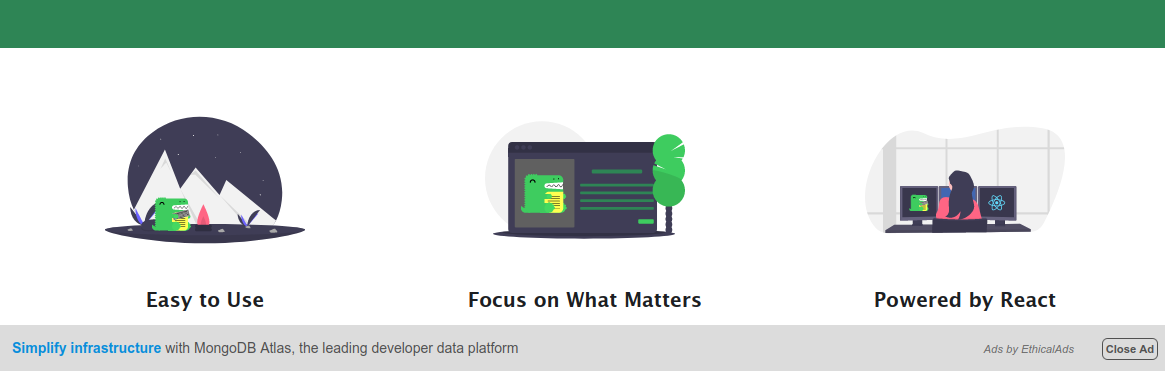 Easy to Use
Focus on What Matters
Powered by React
Simplify infrastructure with MongoDB Atlas, the leading developer data platform
Ads by EthicalAds
Close Ad